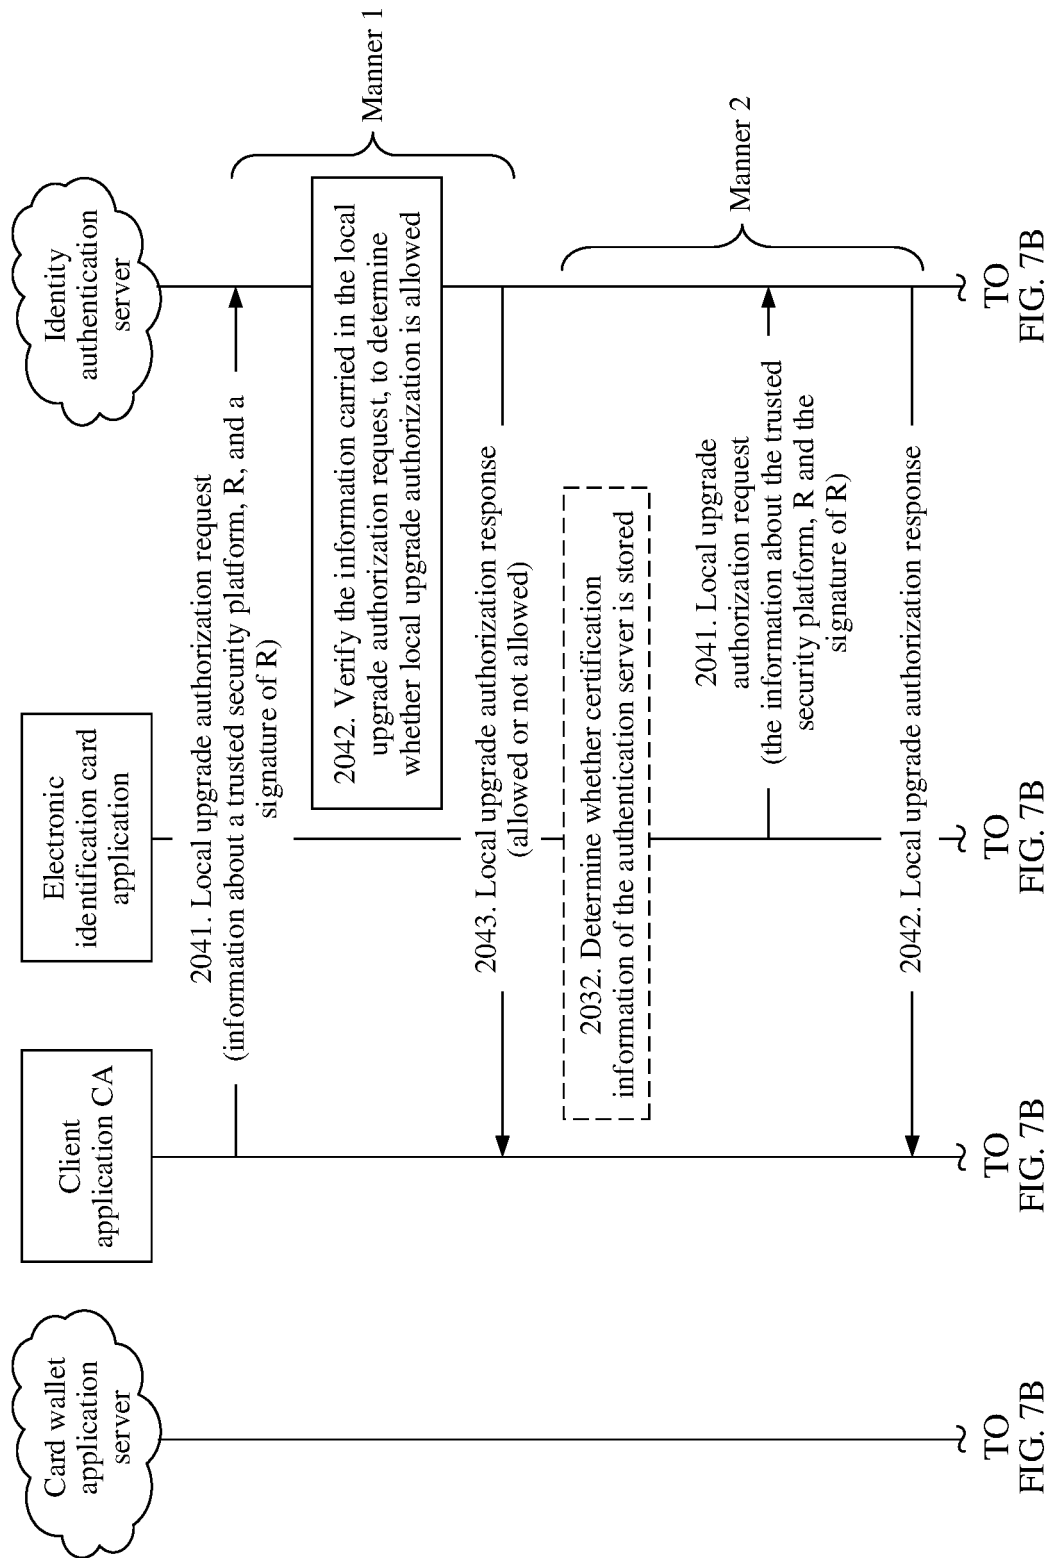 Card wallet
application
server
Client
application CA
Electronic
identification card
application
Identity
authentication
server
2041. Local upgrade authorization request
(information about a trusted security platform, R, and a
signature of R)
2042. Verify the information carried in the local
upgrade authorization request, to determine
whether local upgrade authorization is allowed
Manner 1
2043. Local upgrade authorization response
(allowed or not allowed)
2032. Determine whether certification
information of the authentication server is stored
2041. Local upgrade
authorization request
(the information about the trusted
security platform, R and the
signature of R)
Manner 2
2042. Local upgrade authorization response
TO
FIG. 7B
TO
FIG. 7B
TO
FIG. 7B
TO
FIG. 7B